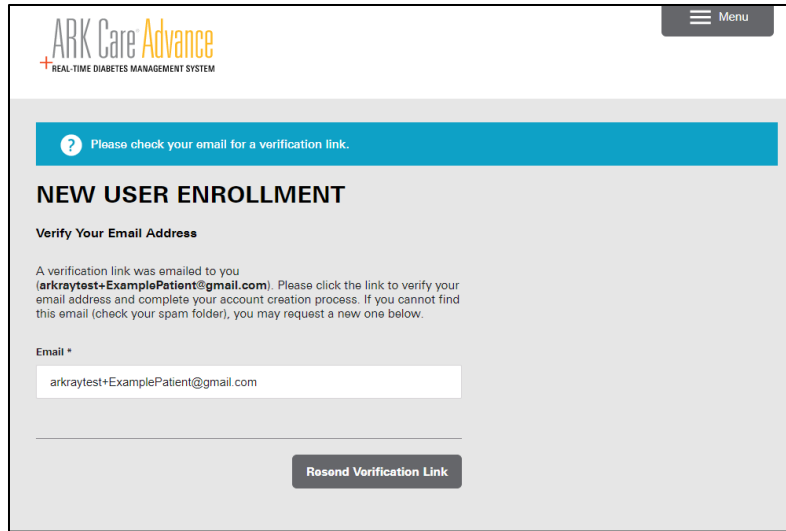 Menu
ARK Care Advance
REAL-TIME DIABETES MANAGEMENT SYSTEM
? Please check your email for a verification link.
NEW USER ENROLLMENT
Verify Your Email Address
A verification link was emailed to you
(arkraytest+ExamplePatient@gmail.com). Please click the link to verify your
email address and complete your account creation process. If you cannot find
this email (check your spam folder), you may request a new one below.
Email *
arkraytest+ExamplePatient@gmail.com
Resend Verification Link